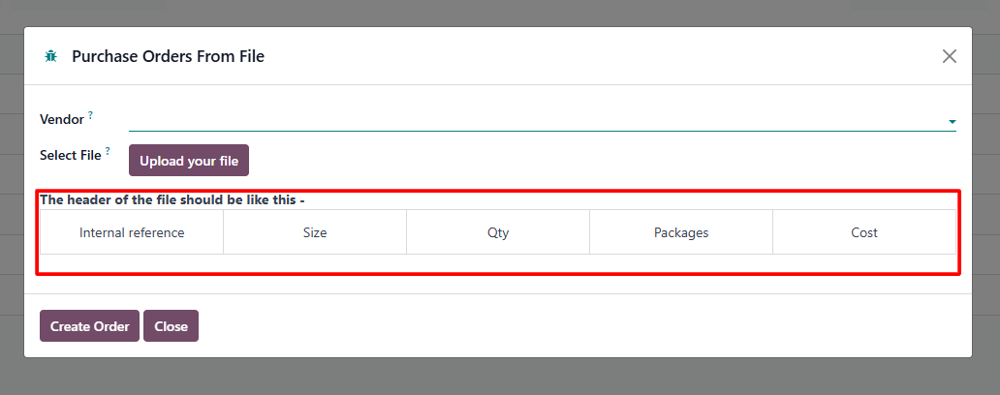 Purchase Orders From File
Vendor ?
Select File ? Upload your file
The header of the file should be like this -
Internal reference Size Qty Packages Cost
Create Order Close